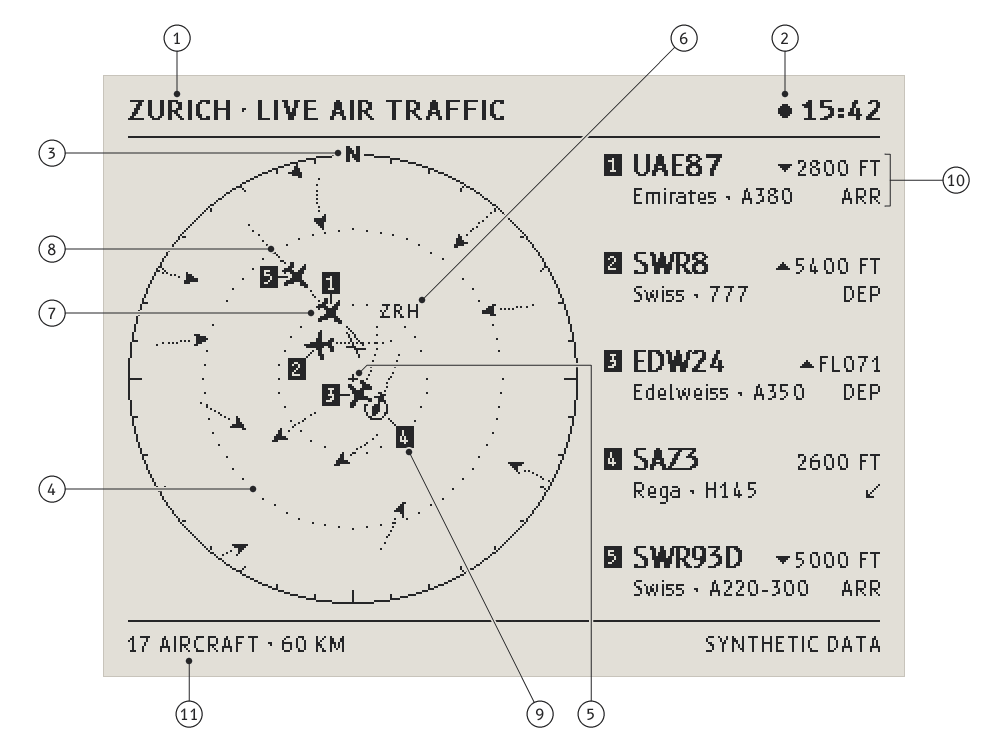 1
6
2
ZURICH · LIVE AIR TRAFFIC
15:42
3
N
1 UAE87 ▼2800 FT
Emirates · A380 ARR
10
8
5
1
2 SWR8 ▲5400 FT
Swiss · 777 DEP
7
ZRH
2
3 EDW24 ▲FL071
Edelweiss · A350 DEP
3
4
4 SAZ3 2600 FT
Rega · H145 ↙
4
5 SWR93D ▼5000 FT
Swiss · A220-300 ARR
17 AIRCRAFT · 60 KM
SYNTHETIC DATA
11
9
5